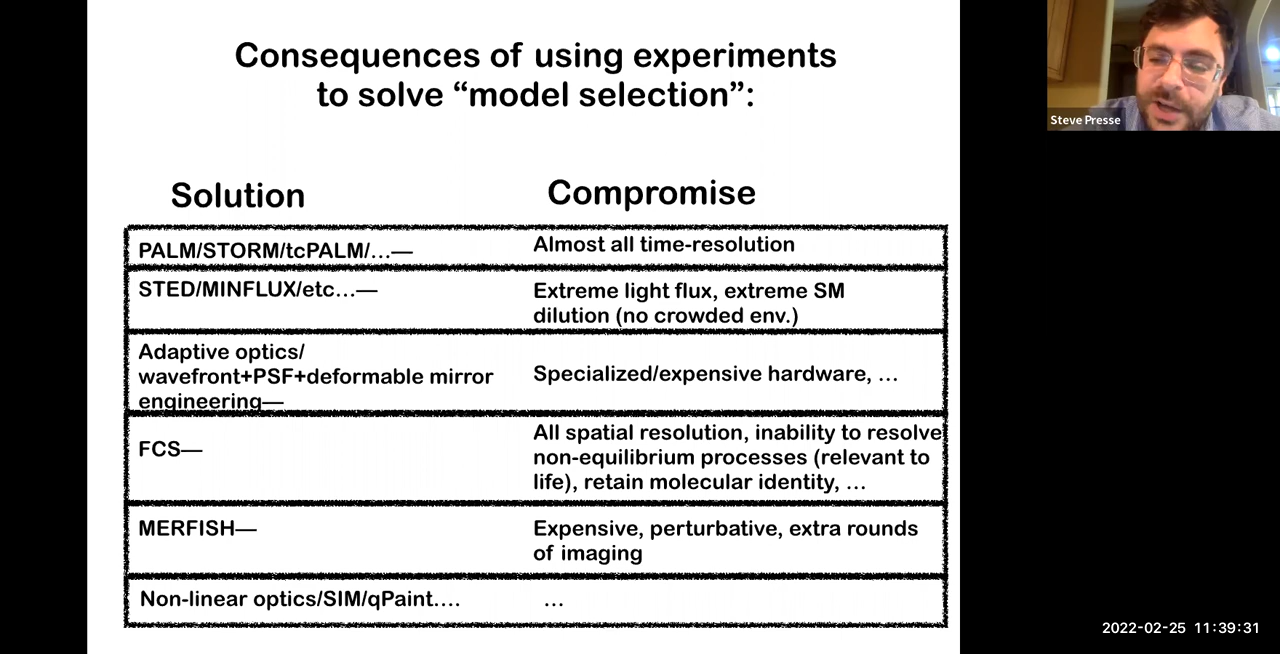 Consequences of using experiments
to solve “model selection”:
Solution
Compromise
PALM/STORM/tcPALM/…—
Almost all time-resolution
STED/MINFLUX/etc…—
Extreme light flux, extreme SM
dilution (no crowded env.)
Adaptive optics/
wavefront+PSF+deformable mirror
engineering—
Specialized/expensive hardware, …
FCS—
All spatial resolution, inability to resolve
non-equilibrium processes (relevant to
life), retain molecular identity, …
MERFISH—
Expensive, perturbative, extra rounds
of imaging
Non-linear optics/SIM/qPaint….
…
Steve Presse
2022-02-25 11:39:31